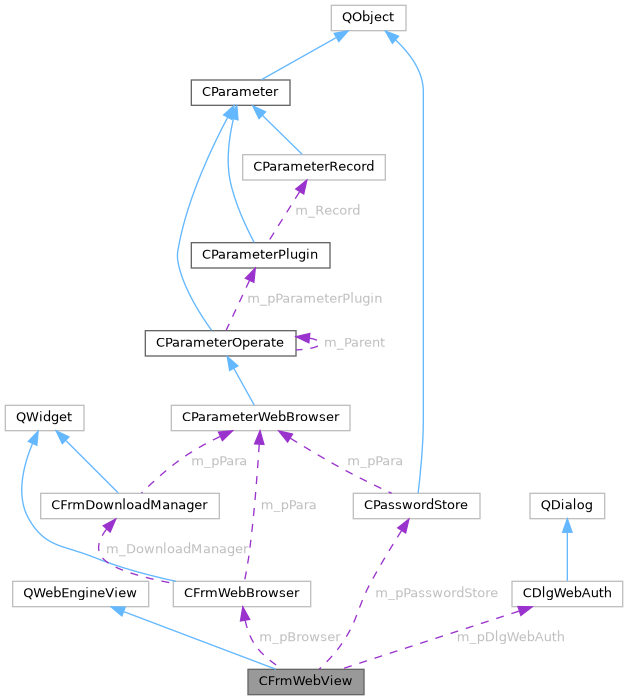 QObject
CParameter
CParameterRecord
m_Record
CParameterPlugin
m_pParameterPlugin
CParameterOperate
m_Parent
QWidget
CParameterWebBrowser
m_pPara
m_pPara
CFrmDownloadManager
m_pPara
CPasswordStore
QDialog
m_DownloadManager
QWebEngineView
CFrmWebBrowser
m_pPasswordStore
CDlgWebAuth
m_pBrowser
m_pDlgWebAuth
CFrmWebView